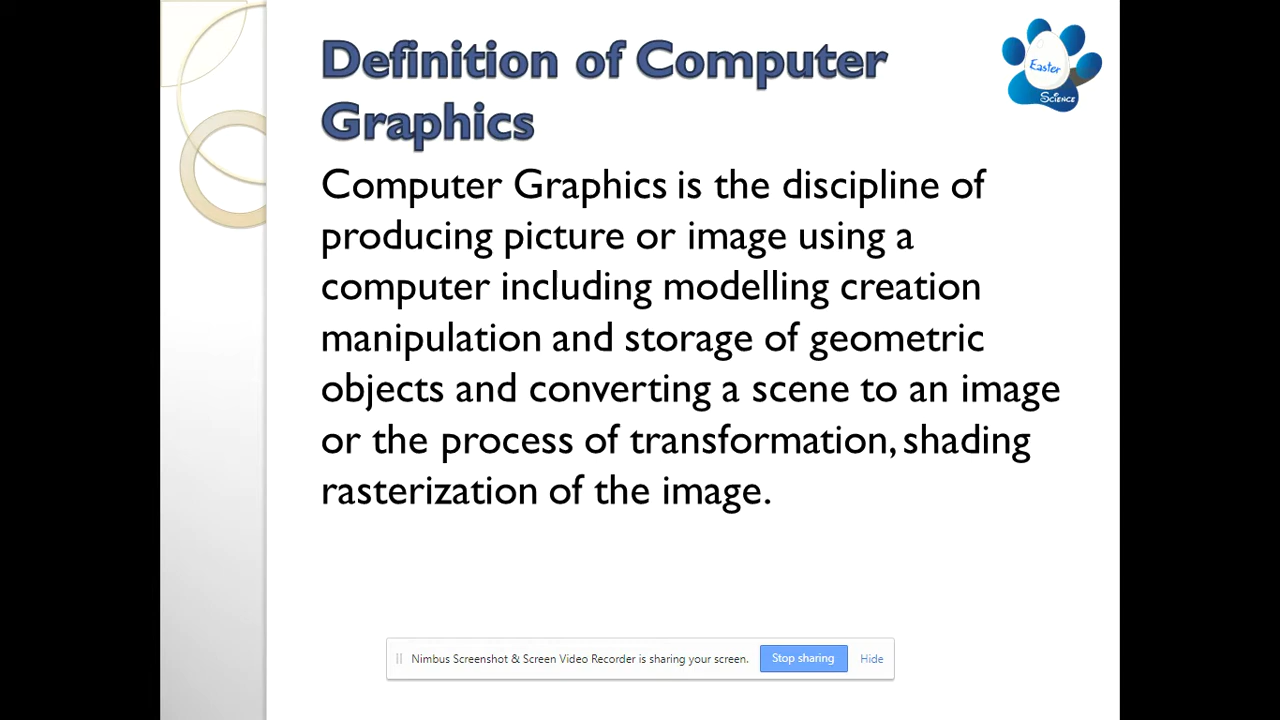 Definition of Computer
Graphics
Easter
Science
Computer Graphics is the discipline of
producing picture or image using a
computer including modelling creation
manipulation and storage of geometric
objects and converting a scene to an image
or the process of transformation, shading
rasterization of the image.
Nimbus Screenshot & Screen Video Recorder is sharing your screen.
Stop sharing
Hide